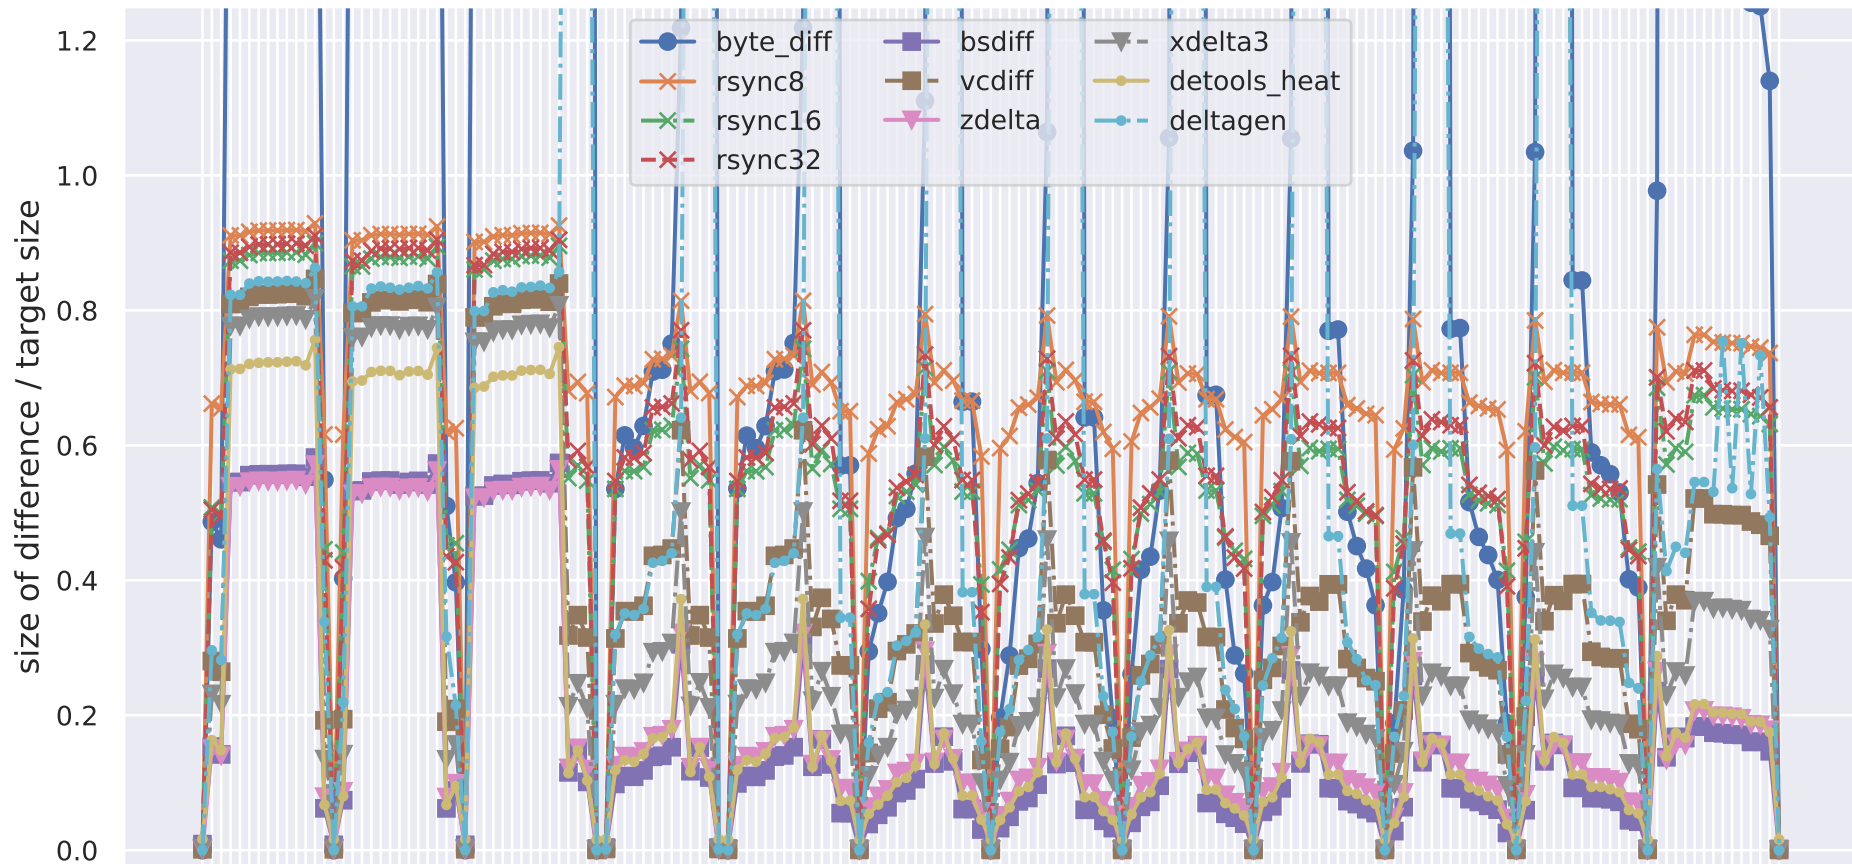 size of difference / target size
1.2
1.0
0.8
0.6
0.4
0.2
0.0
byte_diff
rsync8
rsync16
rsync32
bsdiff
vcdiff
zdelta
xdelta3
detools_heat
deltagen